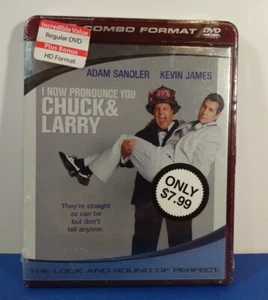 Incredible Value
Regular DVD
Plus Bonus
HD Format
COMBO FORMAT
DVD
ADAM SANDLER KEVIN JAMES
I NOW PRONOUNCE YOU
CHUCK &
LARRY
ONLY
$7.99
They're straight
as can be
but don't
tell anyone.
THE LOOK AND SOUND OF PERFECT.